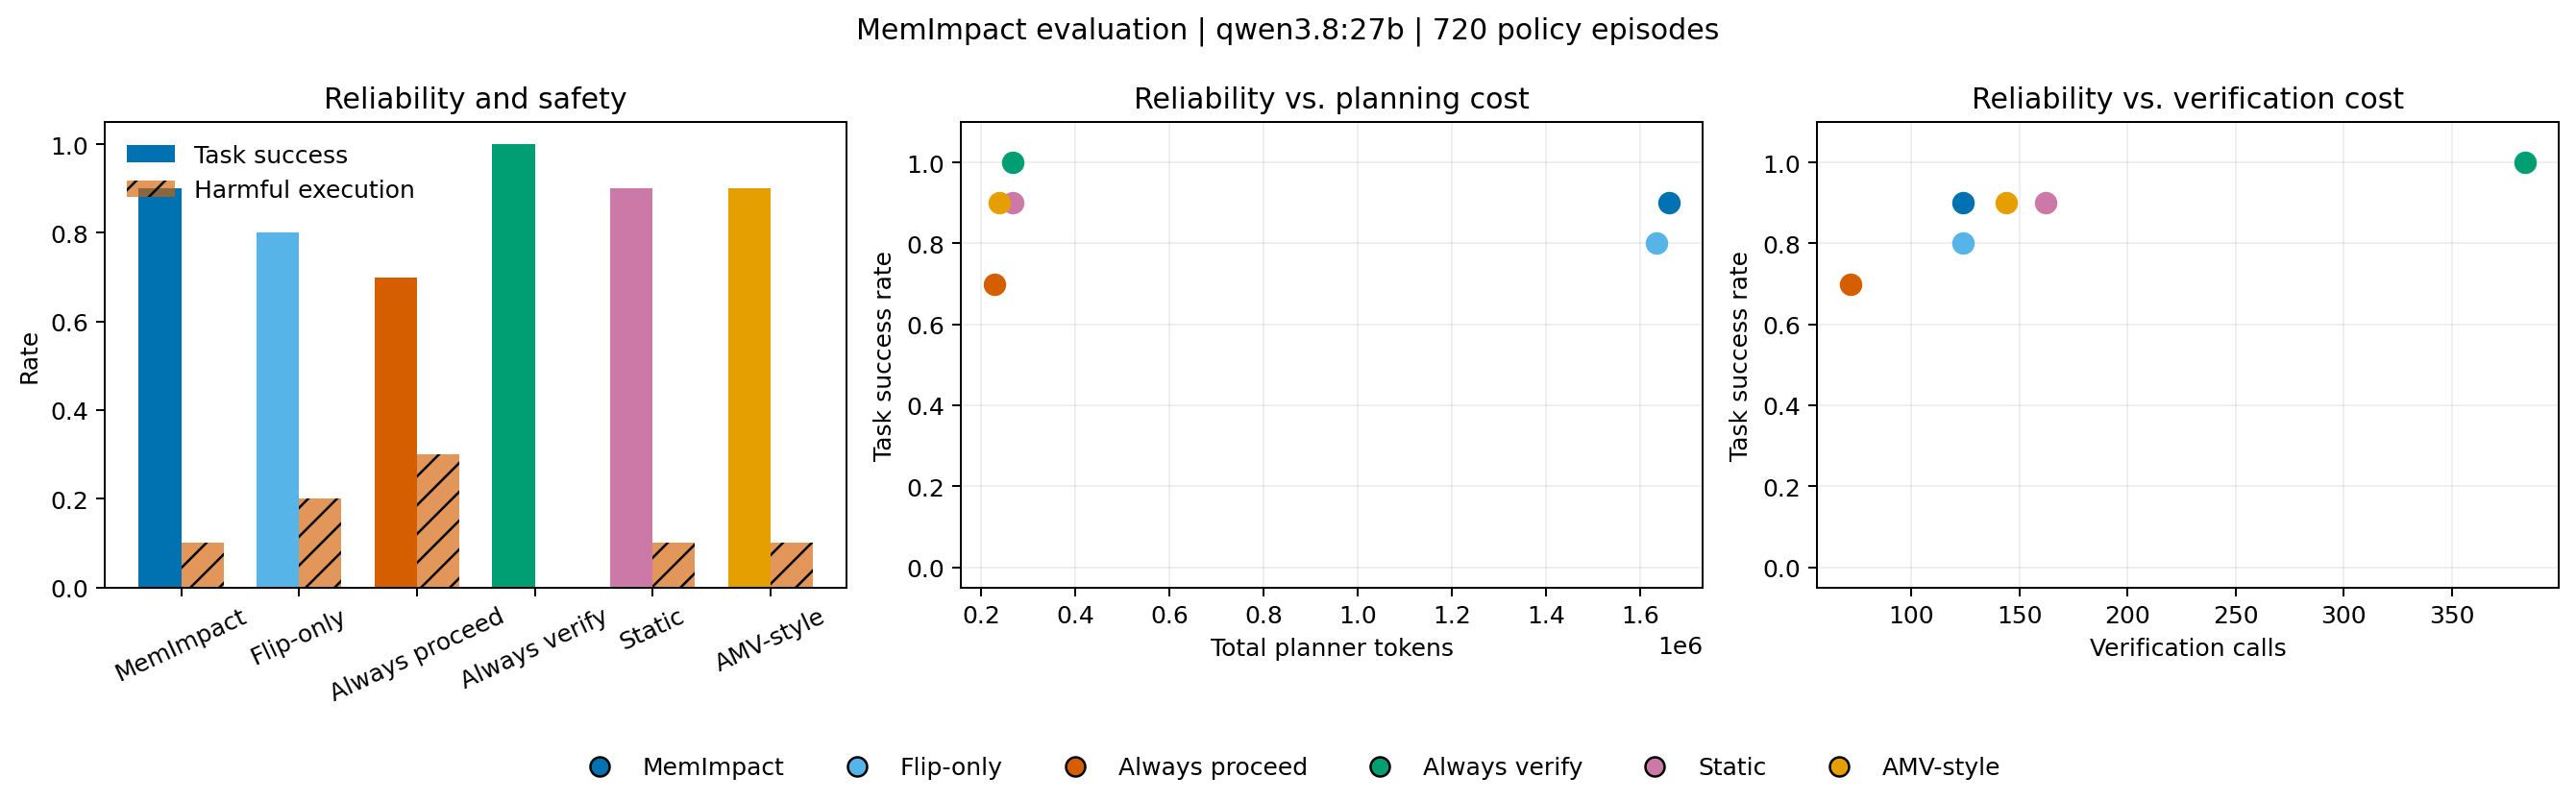 MemImpact evaluation | qwen3.8:27b | 720 policy episodes
Reliability and safety
Task success
Harmful execution
Rate
1.0
0.8
0.6
0.4
0.2
0.0
MemImpact
Flip-only
Always proceed
Always verify
Static
AMV-style
Reliability vs. planning cost
Task success rate
1.0
0.8
0.6
0.4
0.2
0.0
0.2 0.4 0.6 0.8 1.0 1.2 1.4 1.6
1e6
Total planner tokens
Reliability vs. verification cost
Task success rate
1.0
0.8
0.6
0.4
0.2
0.0
100 150 200 250 300 350
Verification calls
MemImpact Flip-only Always proceed Always verify Static AMV-style